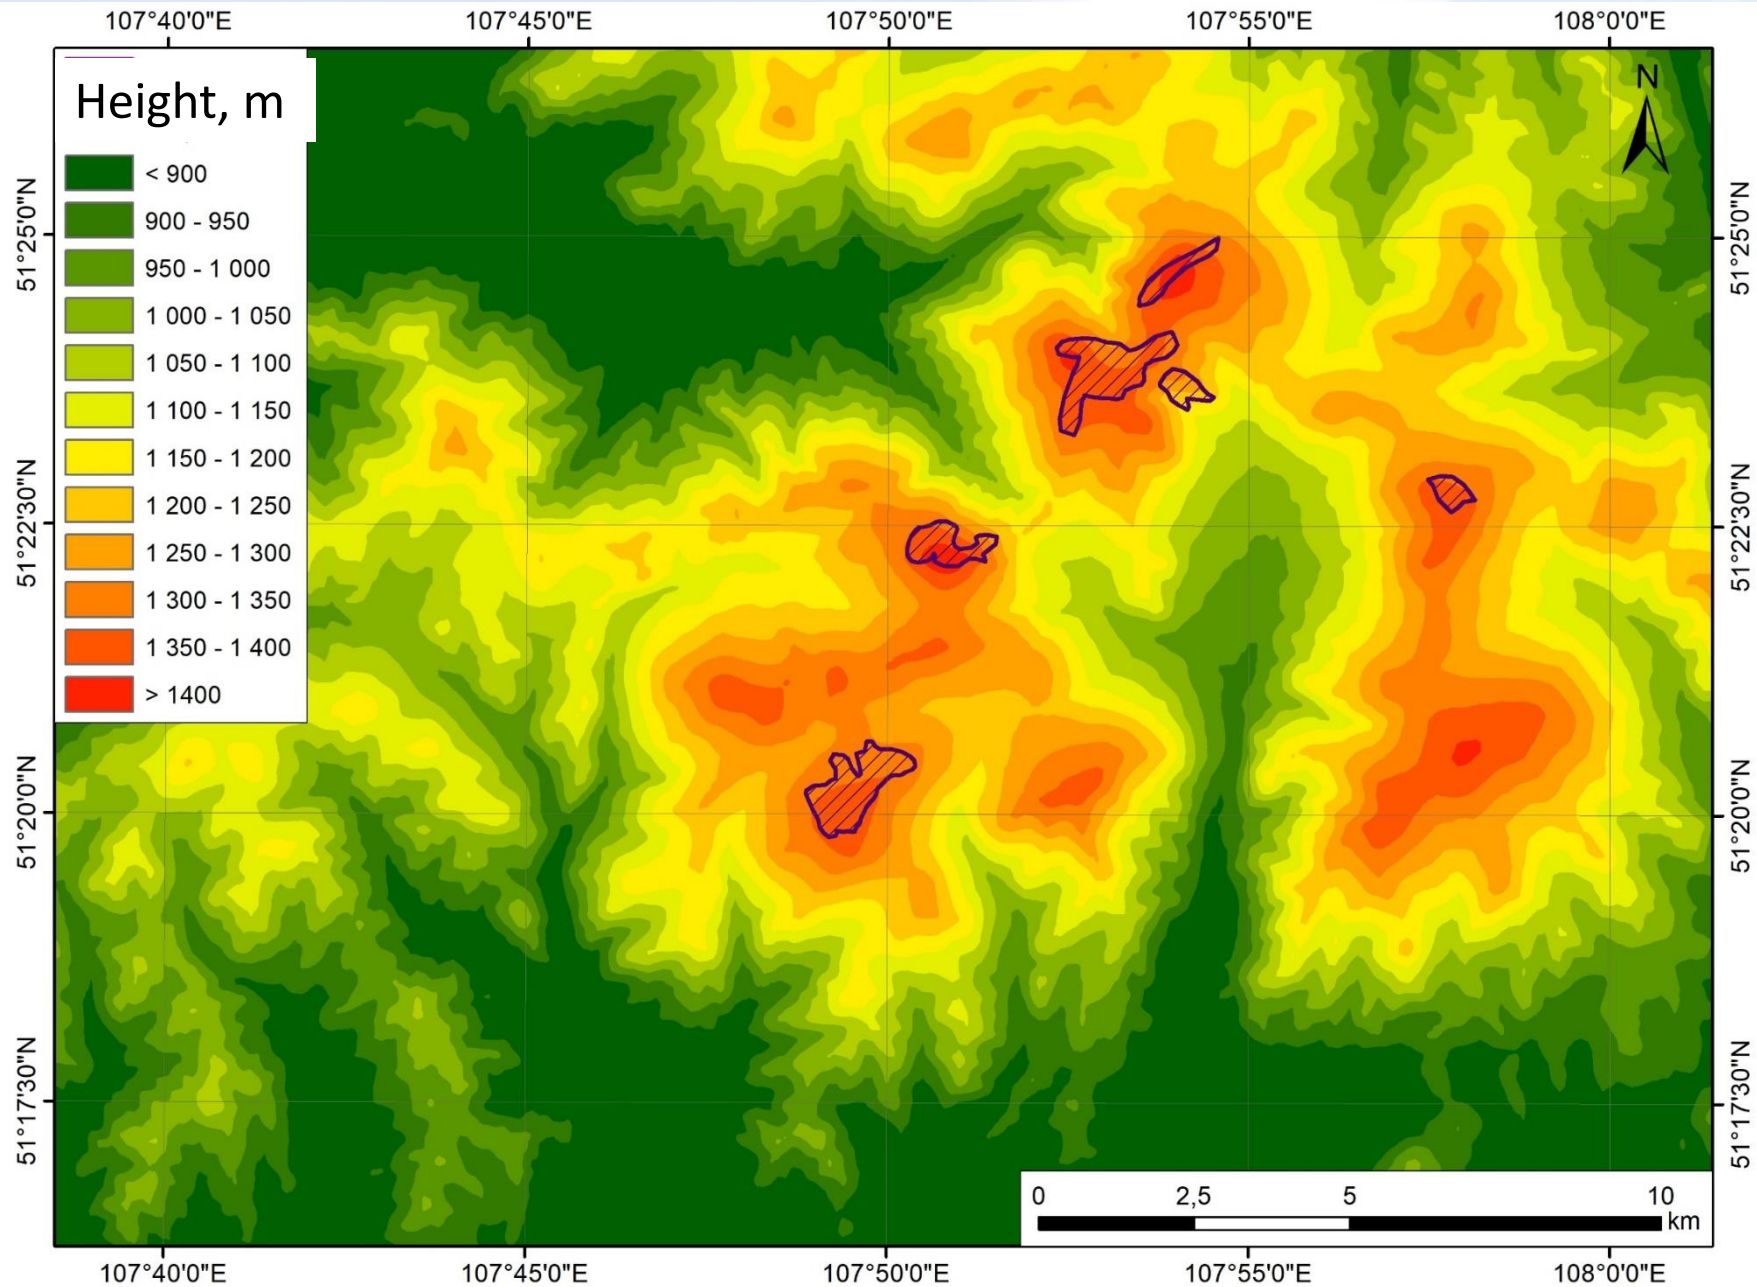 107°40'0"E 107°45'0"E 107°50'0"E 107°55'0"E 108°0'0"E
Height, m
N
< 900
900 - 950
950 - 1 000
1 000 - 1 050
1 050 - 1 100
1 100 - 1 150
1 150 - 1 200
1 200 - 1 250
1 250 - 1 300
1 300 - 1 350
1 350 - 1 400
> 1400
51°25'0"N
51°22'30"N
51°20'0"N
51°17'30"N
51°25'0"N
51°22'30"N
51°20'0"N
51°17'30"N
0 2,5 5 10
km
107°40'0"E 107°45'0"E 107°50'0"E 107°55'0"E 108°0'0"E